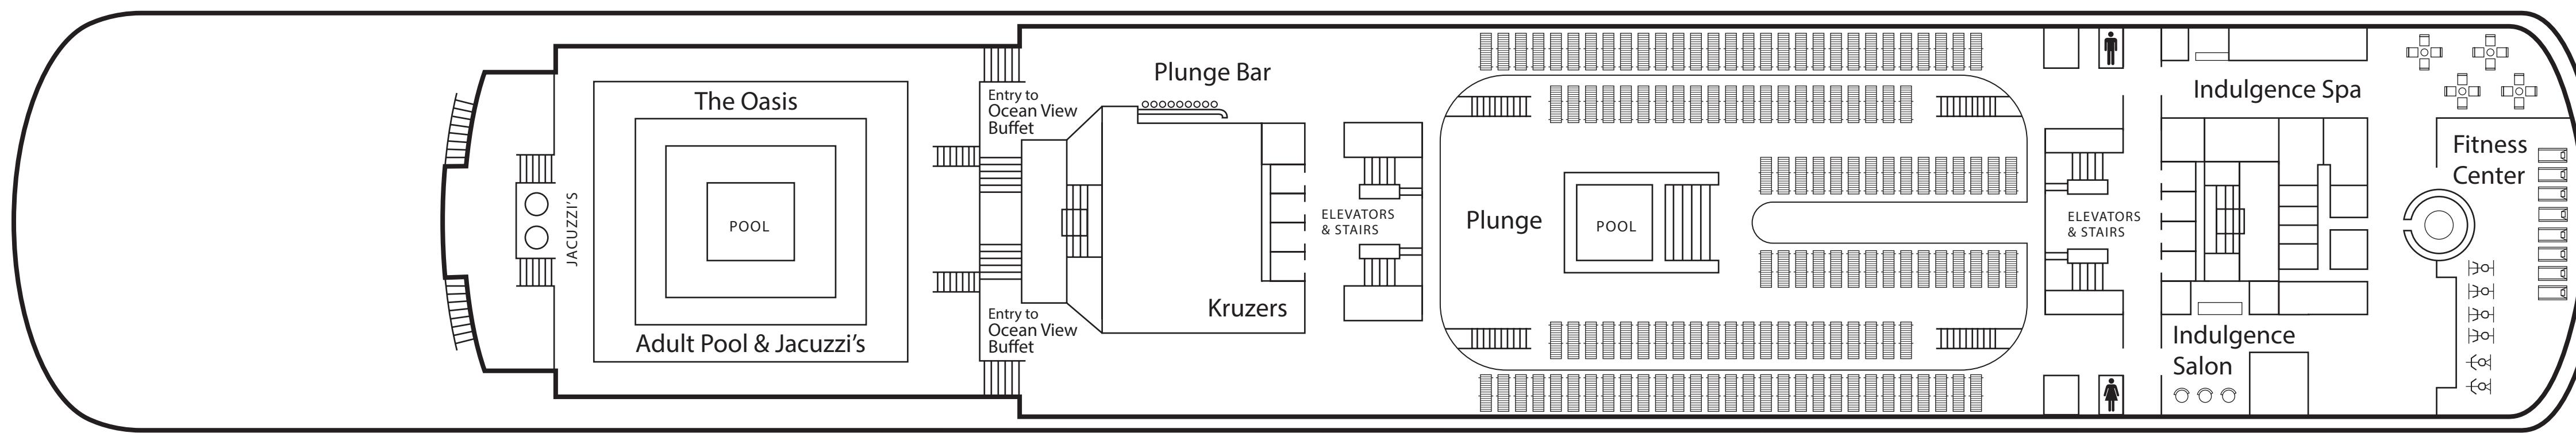 The Oasis
POOL
Adult Pool & Jacuzzi's
JACUZZI'S
Entry to
Ocean View
Buffet
Entry to
Ocean View
Buffet
Plunge Bar
Kruzers
ELEVATORS
& STAIRS
Plunge
POOL
ELEVATORS
& STAIRS
Indulgence Spa
Indulgence
Salon
Fitness
Center